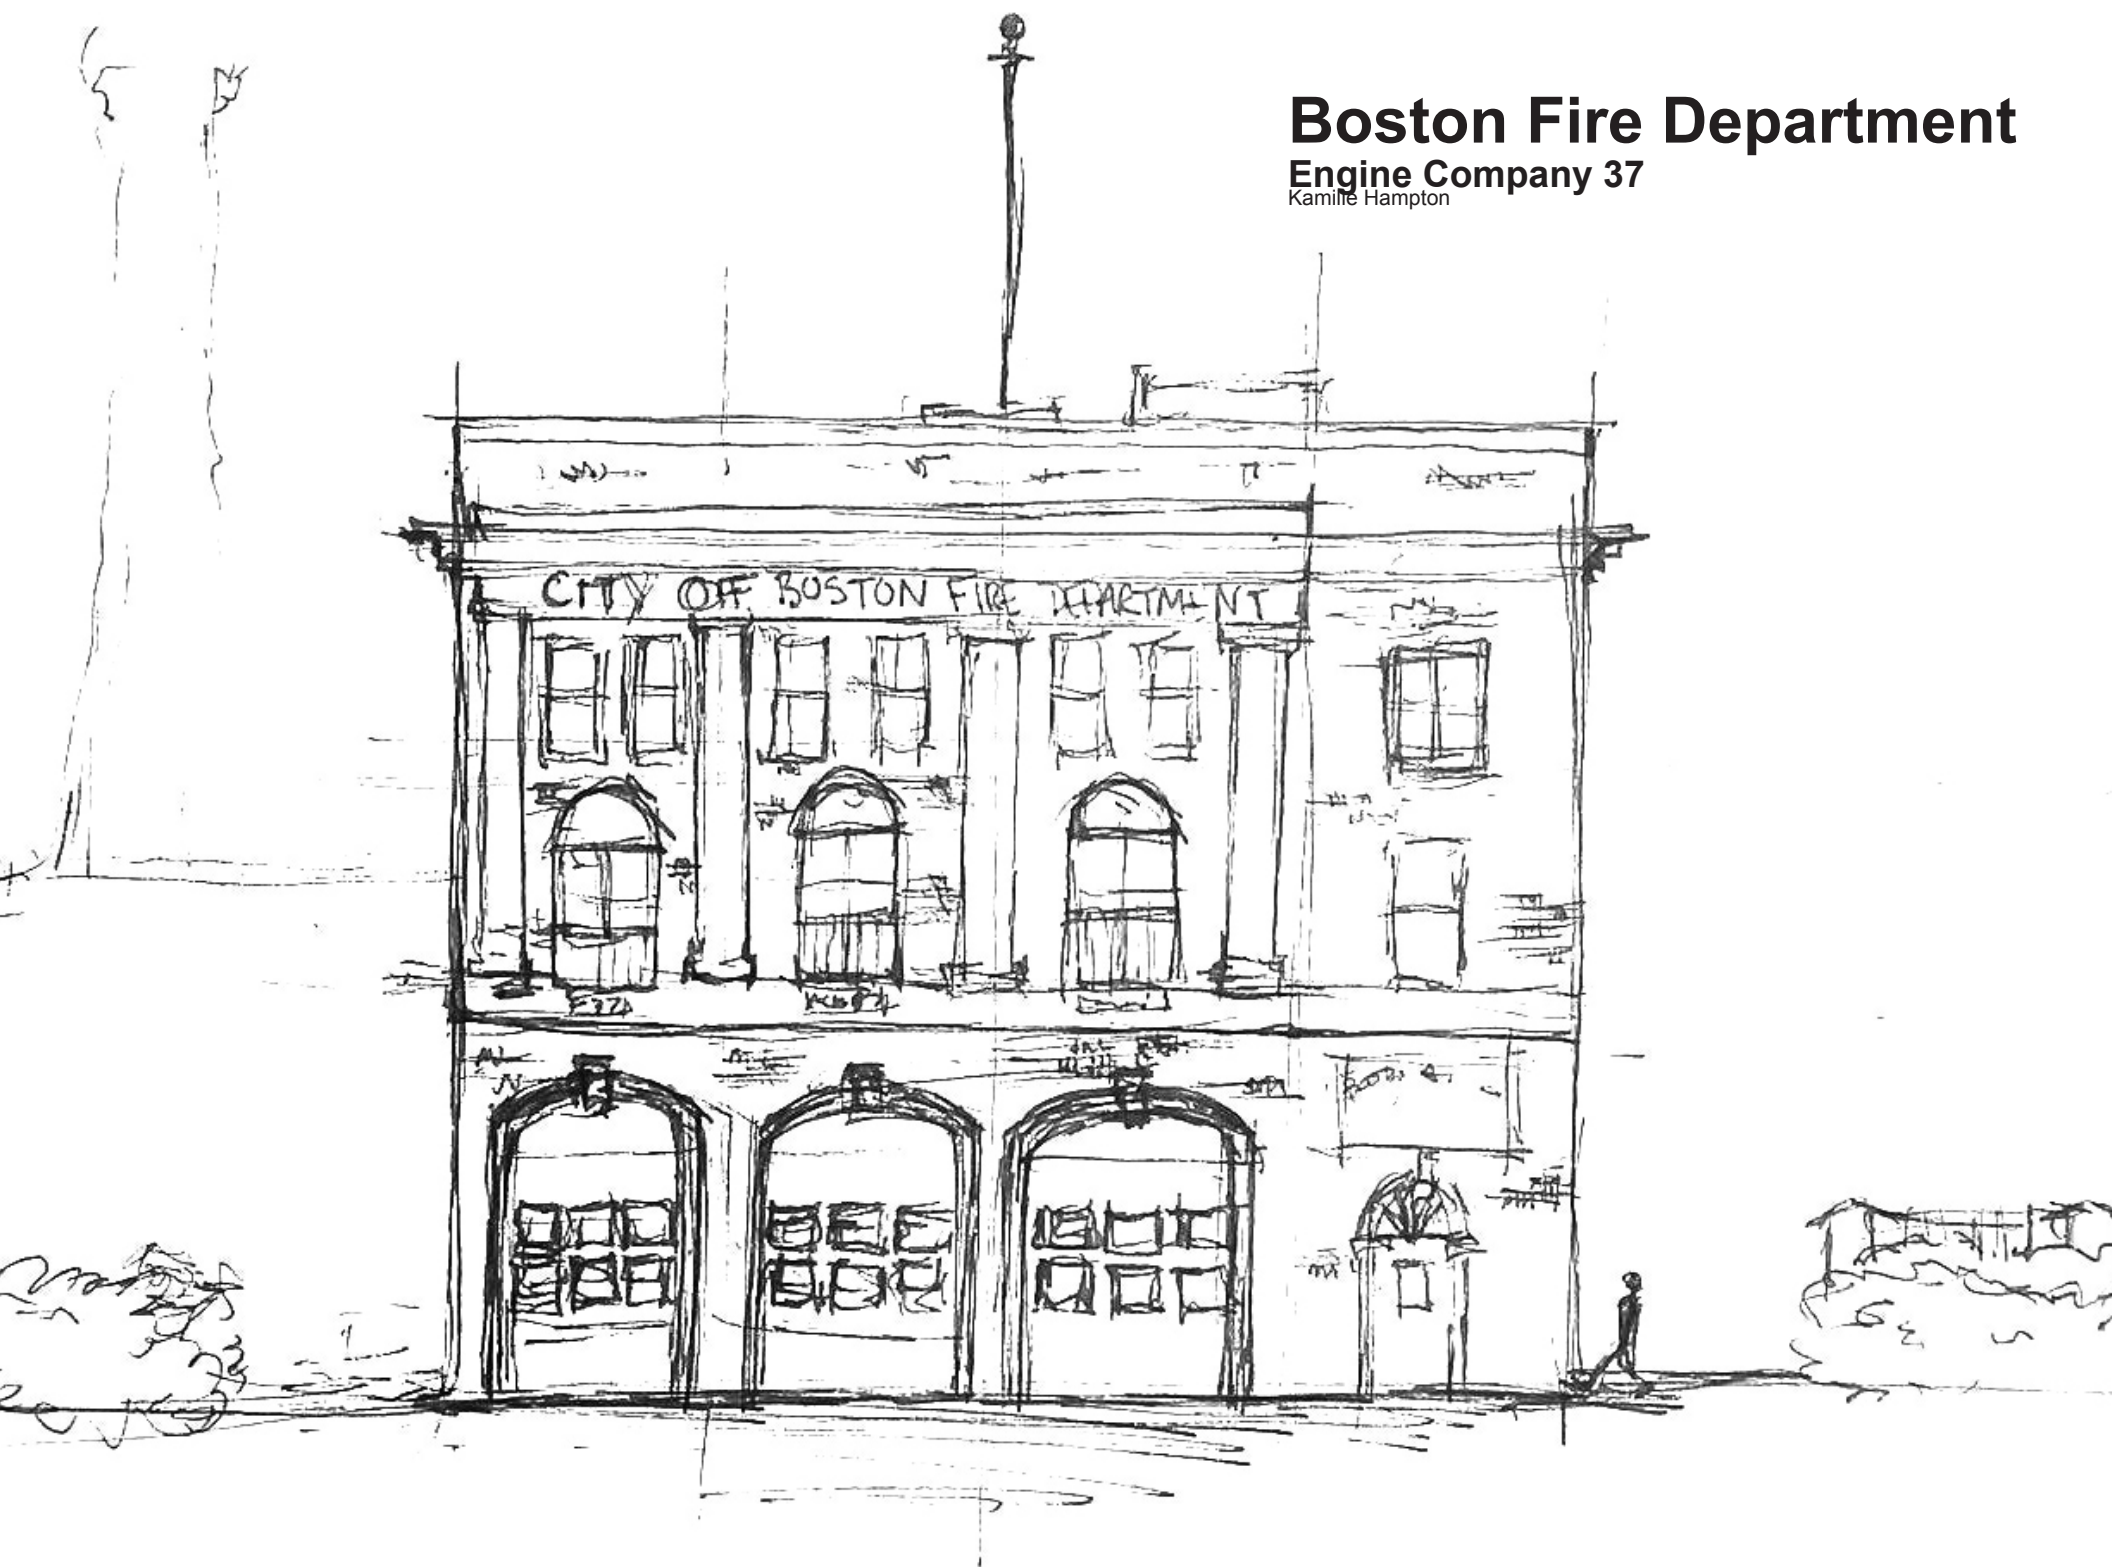 Boston Fire Department
Engine Company 37
Kamille Hampton
CITY OF BOSTON FIRE DEPARTMENT